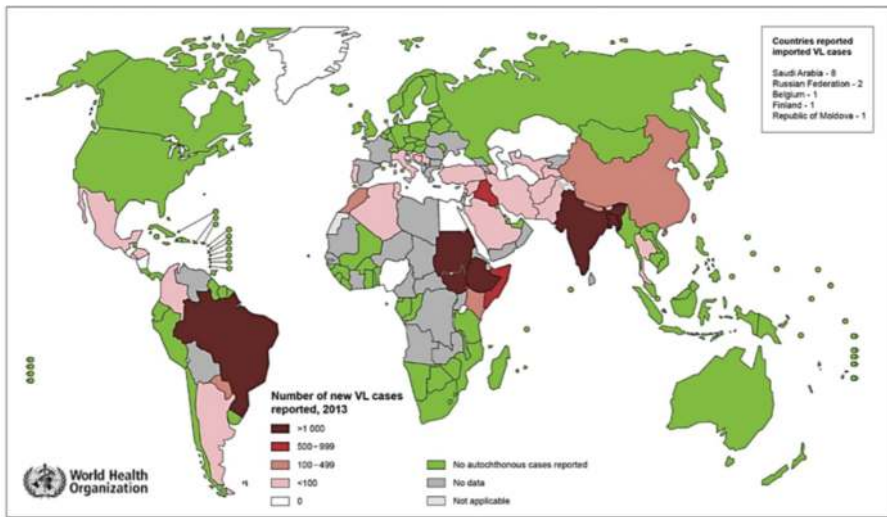 Countries reported
imported VL cases
Saudi Arabia - 8
Russian Federation - 2
Belgium - 1
Finland - 1
Republic of Moldova - 1
Number of new VL cases
reported, 2013
>1 000
500-999
100-499
<100
0
No autochthonous cases reported
No data
Not applicable
World Health
Organization